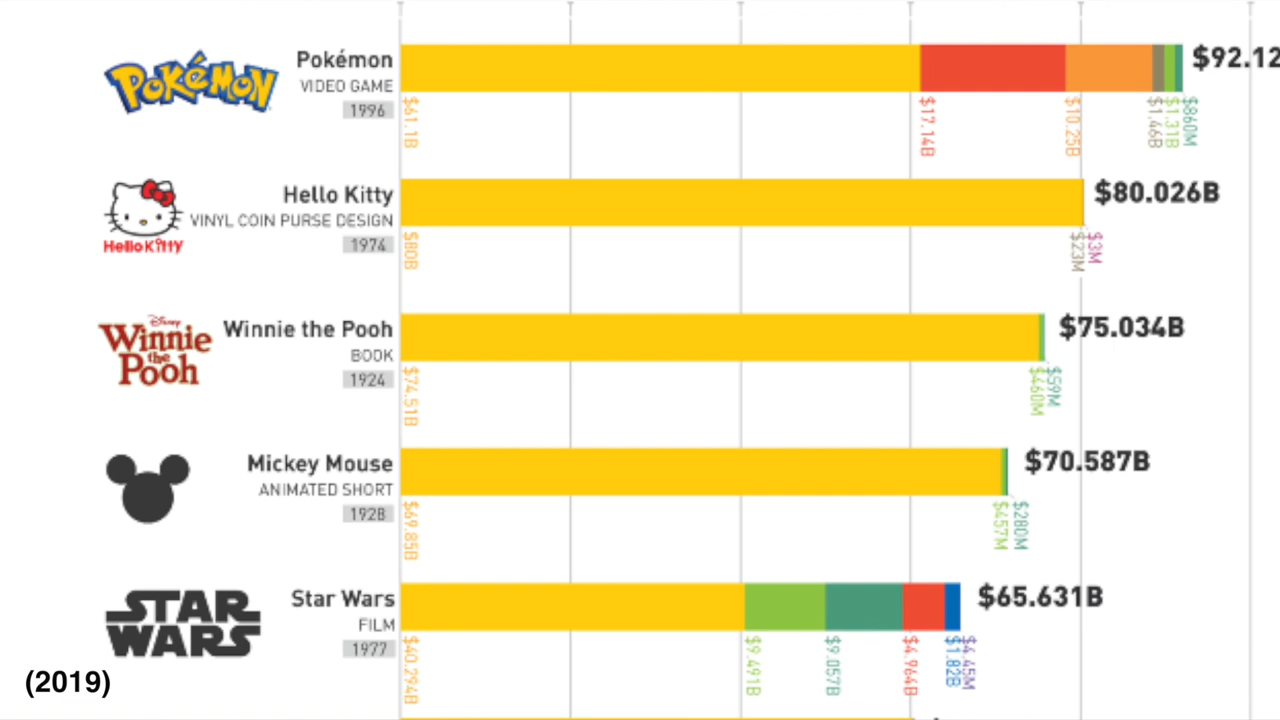 POKéMON
Pokémon
VIDEO GAME
1996
$92.12
$61.1B
$17.14B
$10.25B
$1.46B
$1.31B
$860M
Hello Kitty
Hello Kitty
VINYL COIN PURSE DESIGN
1974
$80.026B
$80B
$23M
$3M
Disney
Winnie
the
Pooh
Winnie the Pooh
BOOK
1924
$75.034B
$74.51B
$460M
$59M
Mickey Mouse
ANIMATED SHORT
1928
$70.587B
$69.85B
$457M
$280M
STAR
WARS
Star Wars
FILM
1977
$65.631B
$40.294B
$9.491B
$9.057B
$4.964B
$1.82B
$4.45M
(2019)